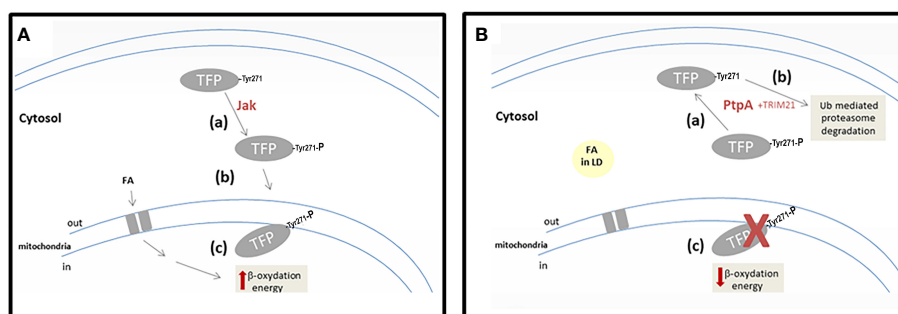 A
TFP -Tyr271
Jak
Cytosol
(a)
TFP -Tyr271-P
(b)
FA
out
-Tyr271-P
mitochondria
TFP
(c)
in
β-oxydation
energy
B
TFP -Tyr271
(b)
PtpA +TRIM21
Ub mediated
proteasome
degradation
Cytosol
(a)
TFP -Tyr271-P
FA
in LD
out
-Tyr271-P
mitochondria
TFP
(c)
in
β-oxydation
energy